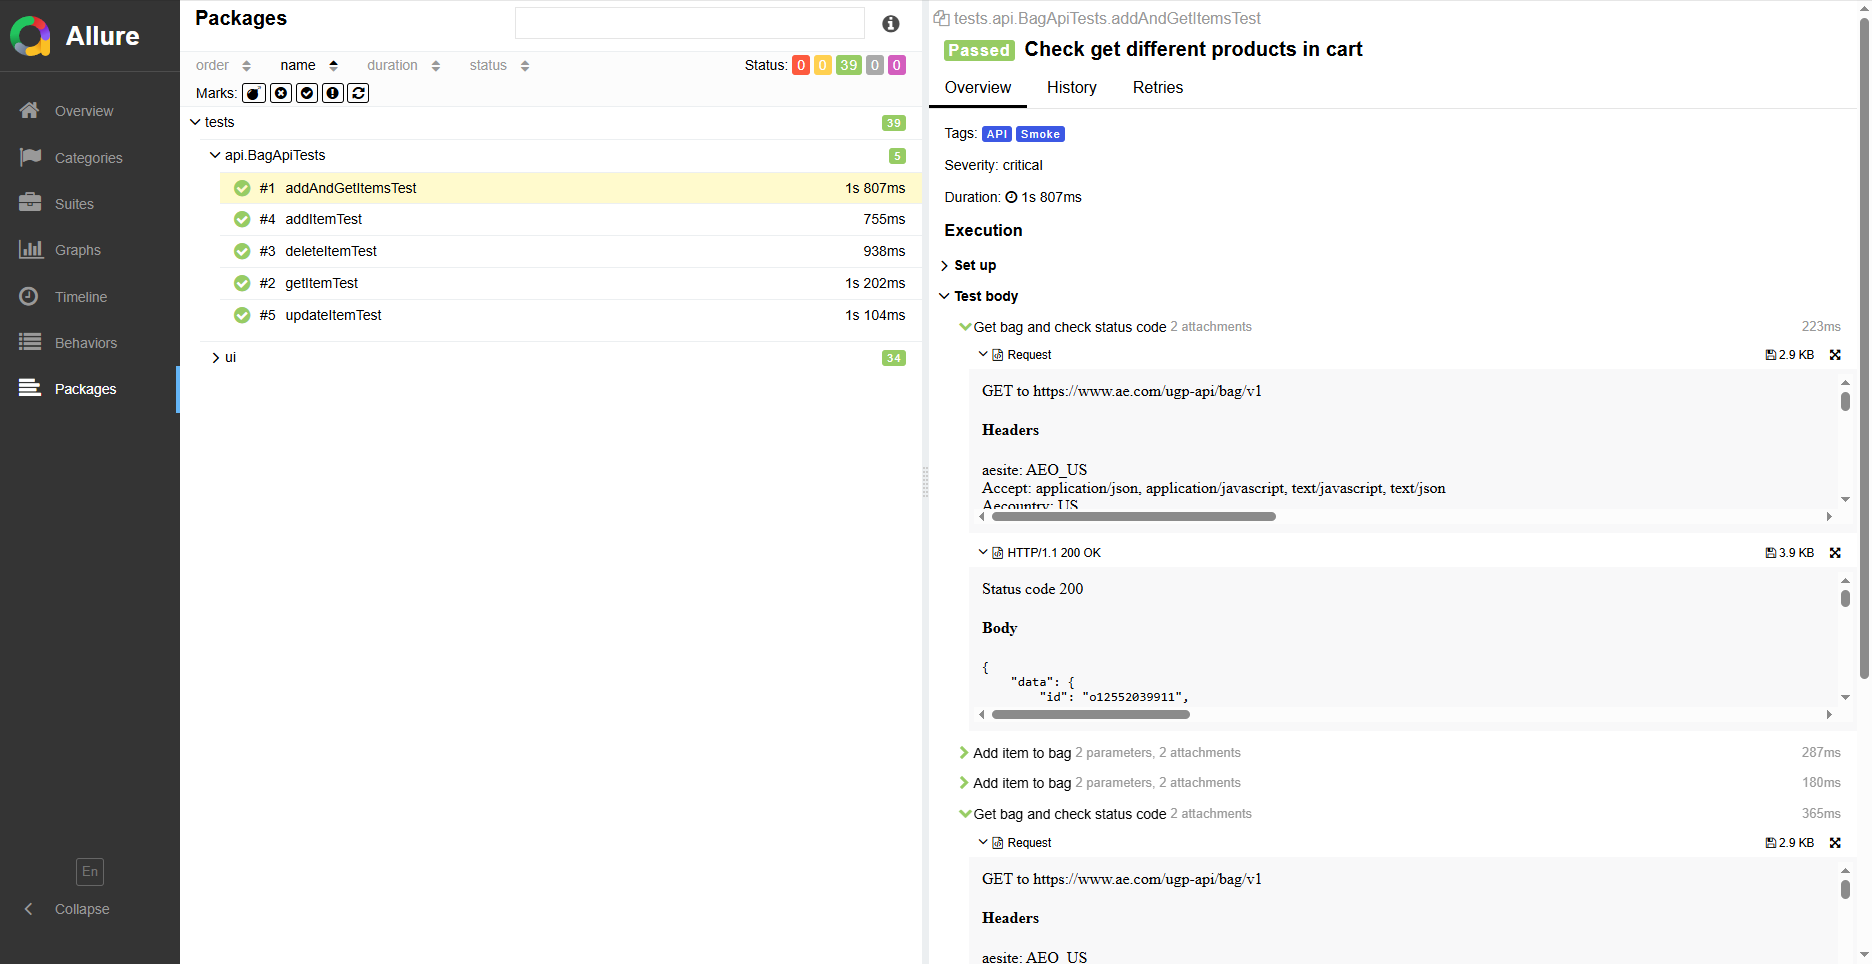 Allure
Overview
Categories
Suites
Graphs
Timeline
Behaviors
Packages
En
Collapse
Packages
order name duration status Status: 0 0 39 0 0
Marks:
tests 39
api.BagApiTests 5
#1 addAndGetItemsTest 1s 807ms
#4 addItemTest 755ms
#3 deleteItemTest 938ms
#2 getItemTest 1s 202ms
#5 updateItemTest 1s 104ms
ui 34
tests.api.BagApiTests.addAndGetItemsTest
Passed Check get different products in cart
Overview History Retries
Tags: API Smoke
Severity: critical
Duration: 1s 807ms
Execution
Set up
Test body
Get bag and check status code 2 attachments 223ms
Request 2.9 KB
GET to https://www.ae.com/ugp-api/bag/v1
Headers
aesite: AEO_US
Accept: application/json, application/javascript, text/javascript, text/json
Aecountry: US
HTTP/1.1 200 OK 3.9 KB
Status code 200
Body
{
"data": {
"id": "o12552039911",
Add item to bag 2 parameters, 2 attachments 287ms
Add item to bag 2 parameters, 2 attachments 180ms
Get bag and check status code 2 attachments 365ms
Request 2.9 KB
GET to https://www.ae.com/ugp-api/bag/v1
Headers
aesite: AEO_US